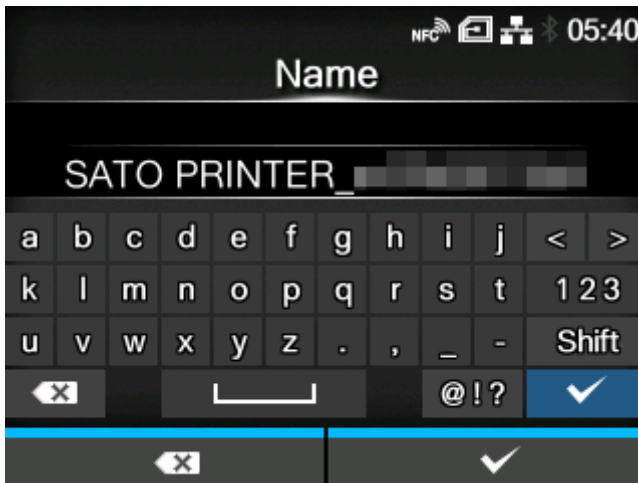 NFC 05:40
Name
SATO PRINTER_
a b c d e f g h i j < >
k l m n o p q r s t 123
u v w x y z . , _ - Shift
@!?